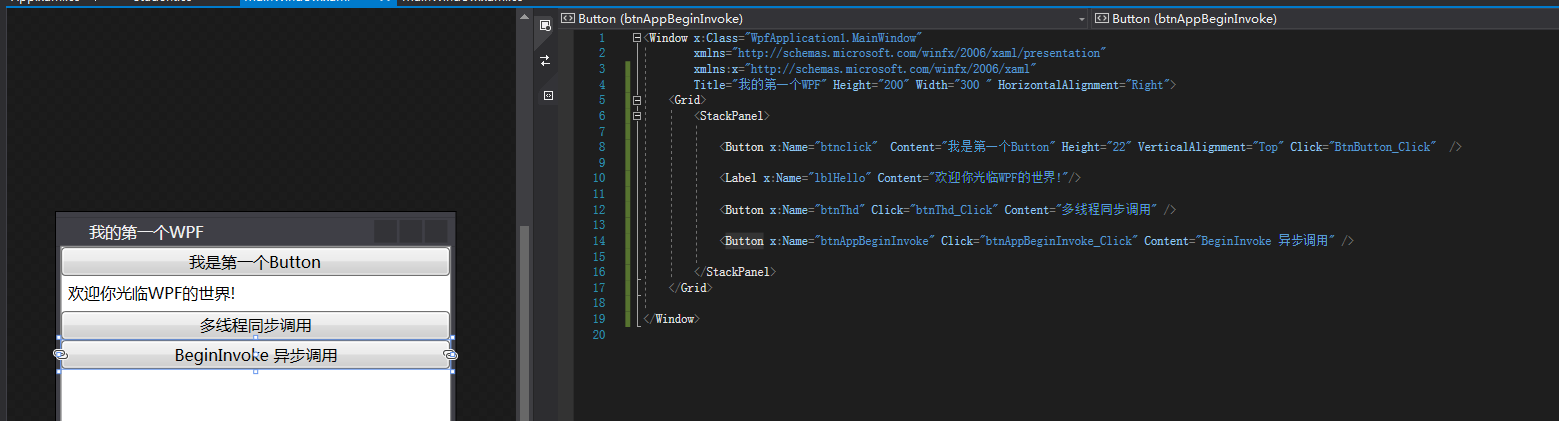 MainWindow.xaml
Button (btnAppBeginInvoke)
Button (btnAppBeginInvoke)
1 <Window x:Class="WpfApplication1.MainWindow"
2 xmlns="http://schemas.microsoft.com/winfx/2006/xaml/presentation"
3 xmlns:x="http://schemas.microsoft.com/winfx/2006/xaml"
4 Title="我的第一个WPF" Height="200" Width="300 " HorizontalAlignment="Right">
5 <Grid>
6 <StackPanel>
7
8 <Button x:Name="btnclick"  Content="我是第一个Button" Height="22" VerticalAlignment="Top" Click="BtnButton_Click"  />
9
10 <Label x:Name="lblHello" Content="欢迎你光临WPF的世界!"/>
11
12 <Button x:Name="btnThd" Click="btnThd_Click" Content="多线程同步调用" />
13
14 <Button x:Name="btnAppBeginInvoke" Click="btnAppBeginInvoke_Click" Content="BeginInvoke 异步调用" />
15
16 </StackPanel>
17 </Grid>
18
19 </Window>
20
我的第一个WPF
我是第一个Button
欢迎你光临WPF的世界!
多线程同步调用
BeginInvoke 异步调用